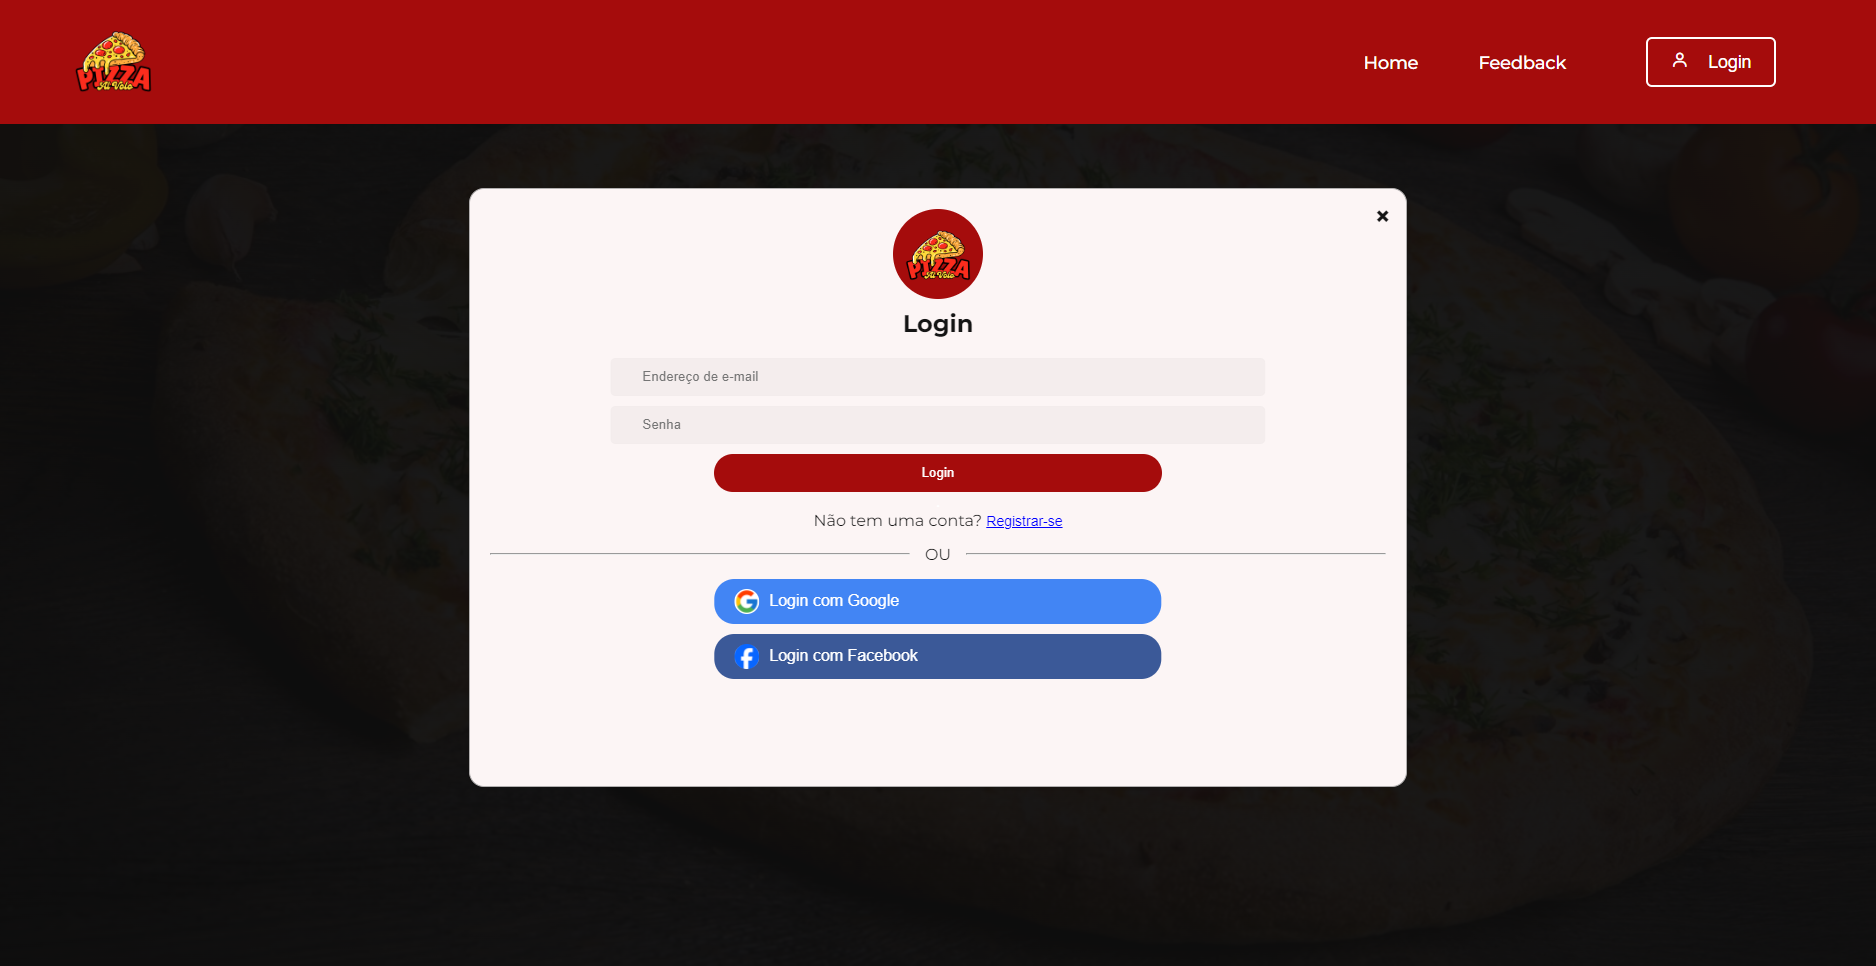 PIZZA
Al Volo
Home
Feedback
Login
PIZZA
Al Volo
Login
Endereço de e-mail
Senha
Login
Não tem uma conta? Registrar-se
OU
Login com Google
Login com Facebook